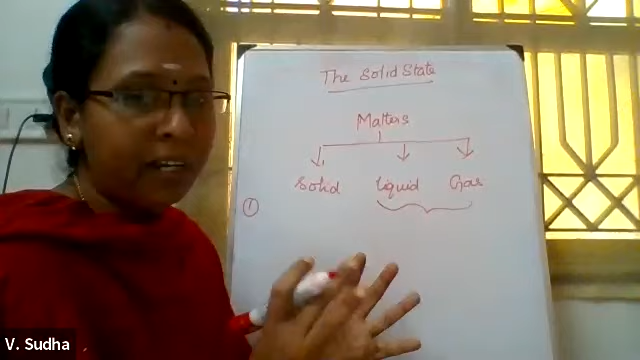 The Solid State
Matters
Solid Liquid Gas
1
V. Sudha